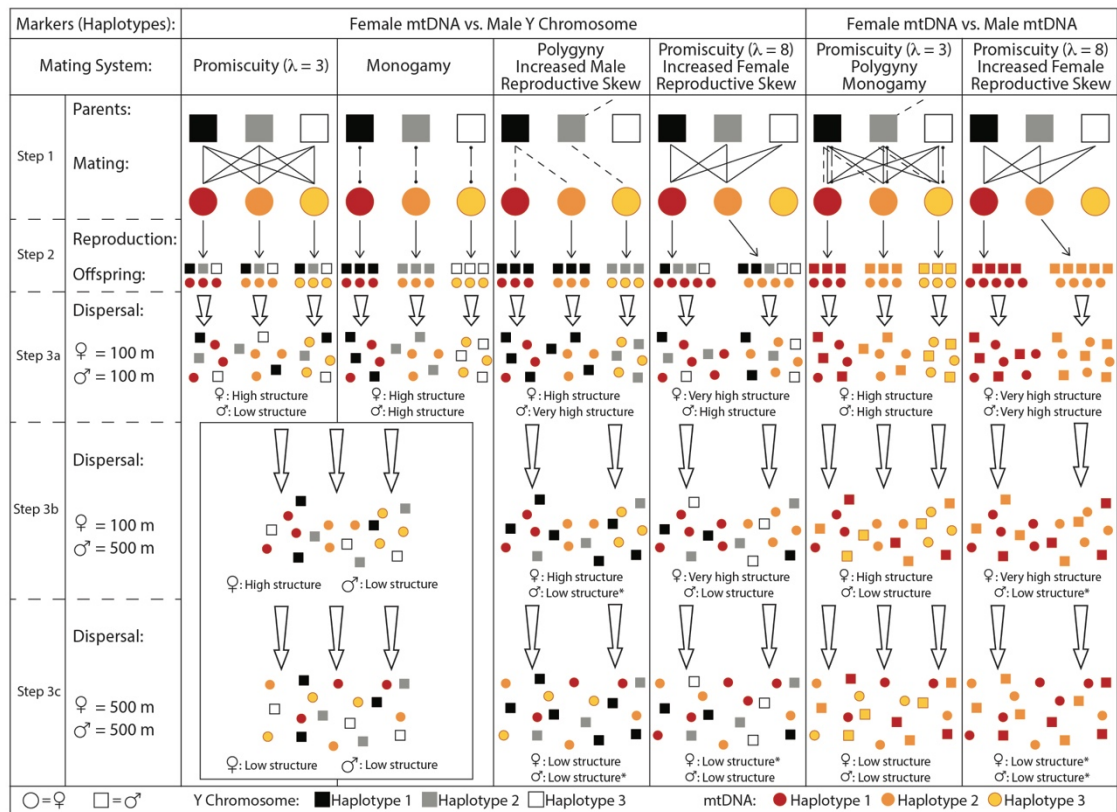 Markers (Haplotypes):
Female mtDNA vs. Male Y Chromosome
Female mtDNA vs. Male mtDNA
Mating System:
Promiscuity (λ = 3)
Monogamy
Polygyny
Increased Male
Reproductive Skew
Promiscuity (λ = 8)
Increased Female
Reproductive Skew
Promiscuity (λ = 3)
Polygyny
Monogamy
Promiscuity (λ = 8)
Increased Female
Reproductive Skew
Step 1
Parents:
Mating:
Step 2
Reproduction:
Offspring:
Step 3a
Dispersal:
♀ = 100 m
♂ = 100 m
♀: High structure
♂: Low structure
♀: High structure
♂: High structure
♀: High structure
♂: Very high structure
♀: Very high structure
♂: High structure
♀: High structure
♂: High structure
♀: Very high structure
♂: Very high structure
Step 3b
Dispersal:
♀ = 100 m
♂ = 500 m
♀: High structure ♂: Low structure
♀: High structure
♂: Low structure*
♀: Very high structure
♂: Low structure
♀: High structure
♂: Low structure
♀: Very high structure
♂: Low structure*
Step 3c
Dispersal:
♀ = 500 m
♂ = 500 m
♀: Low structure ♂: Low structure
♀: Low structure
♂: Low structure*
♀: Low structure*
♂: Low structure
♀: Low structure
♂: Low structure
♀: Low structure*
♂: Low structure*
=♀ =♂ Y Chromosome: Haplotype 1 Haplotype 2 Haplotype 3 mtDNA: Haplotype 1 Haplotype 2 Haplotype 3